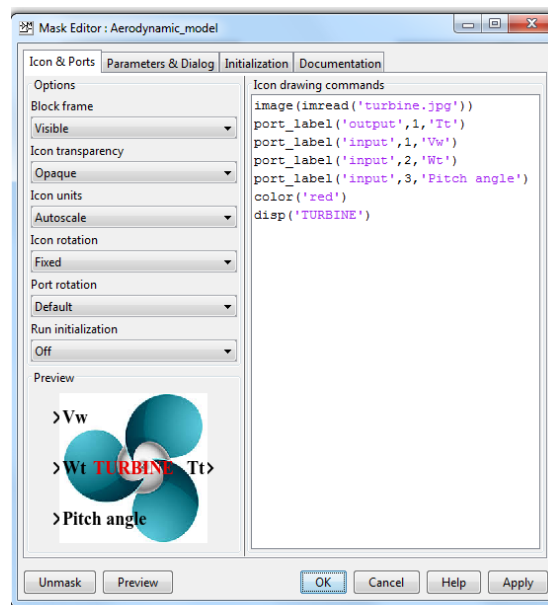 Mask Editor : Aerodynamic_model
Icon & Ports Parameters & Dialog Initialization Documentation
Options
Block frame
Visible
Icon transparency
Opaque
Icon units
Autoscale
Icon rotation
Fixed
Port rotation
Default
Run initialization
Off
Preview
Vw
Wt TURBINE Tt
Pitch angle
Icon drawing commands
image(imread('turbine.jpg'))
port_label('output',1,'Tt')
port_label('input',1,'Vw')
port_label('input',2,'Wt')
port_label('input',3,'Pitch angle')
color('red')
disp('TURBINE')
Unmask Preview OK Cancel Help Apply